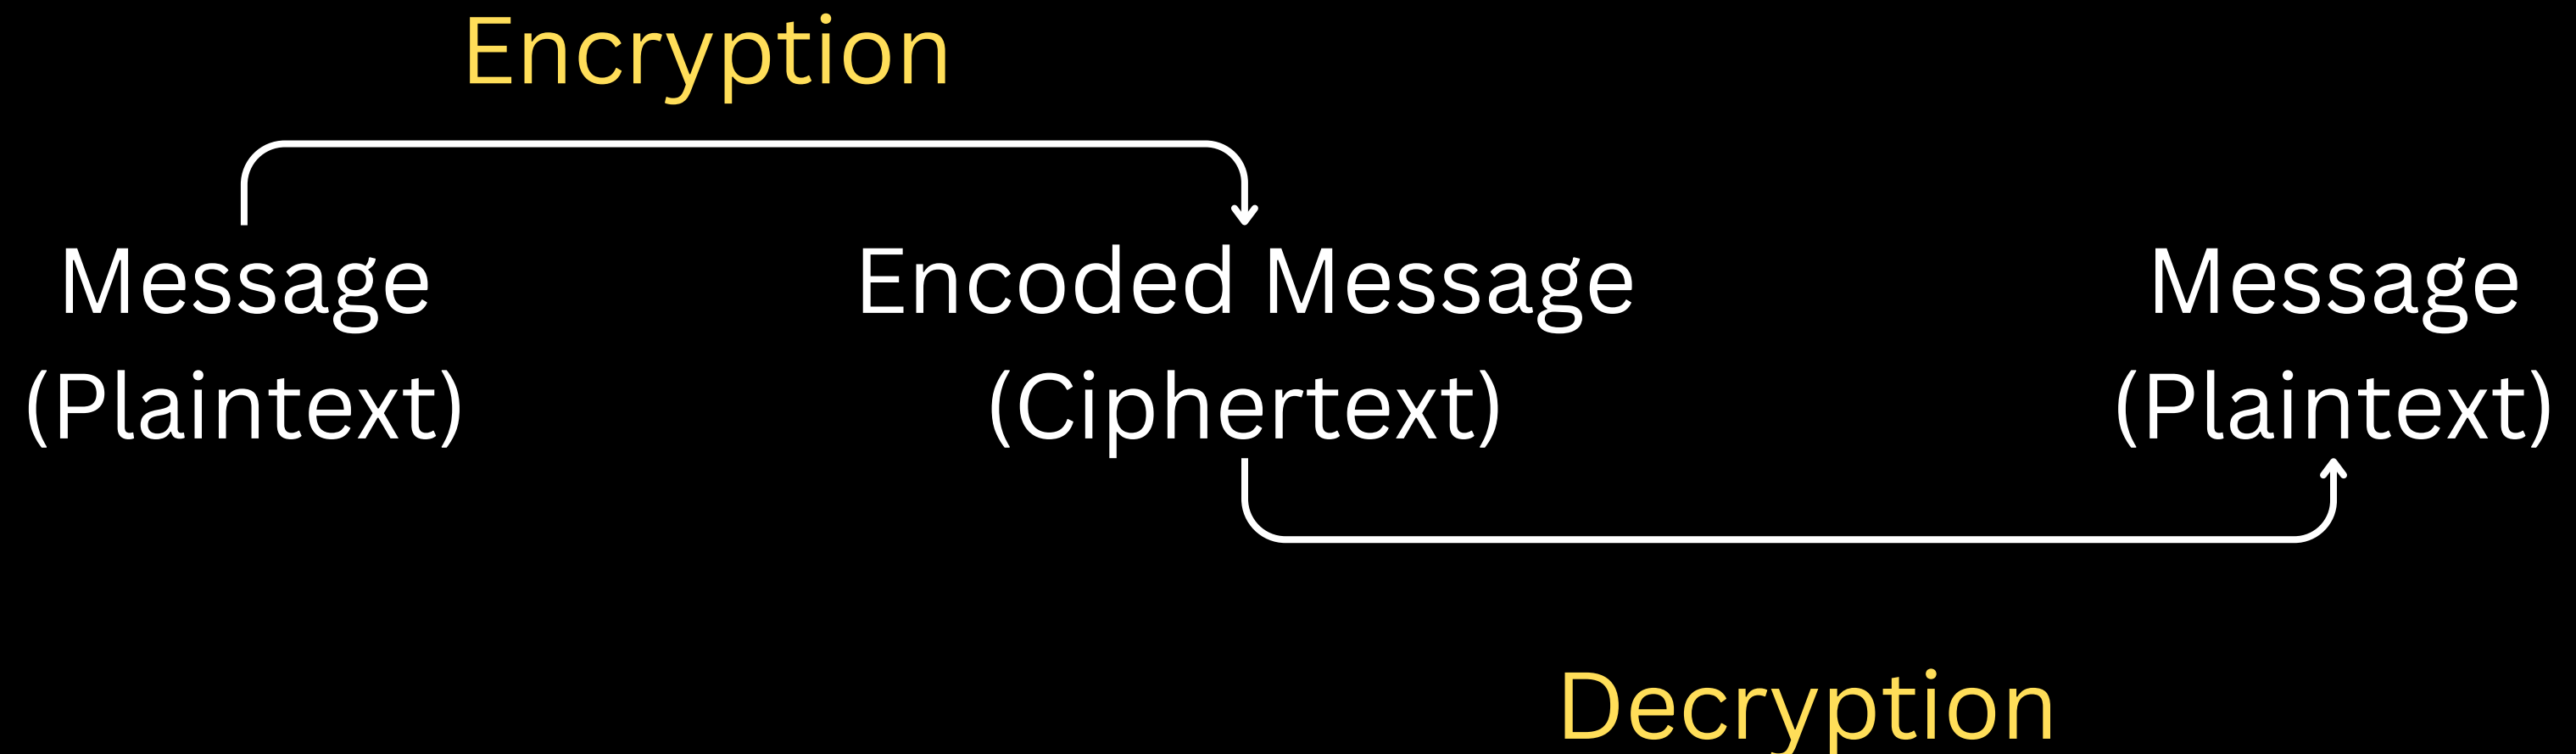 Encryption
Message
(Plaintext)
Encoded Message
(Ciphertext)
Message
(Plaintext)
Decryption